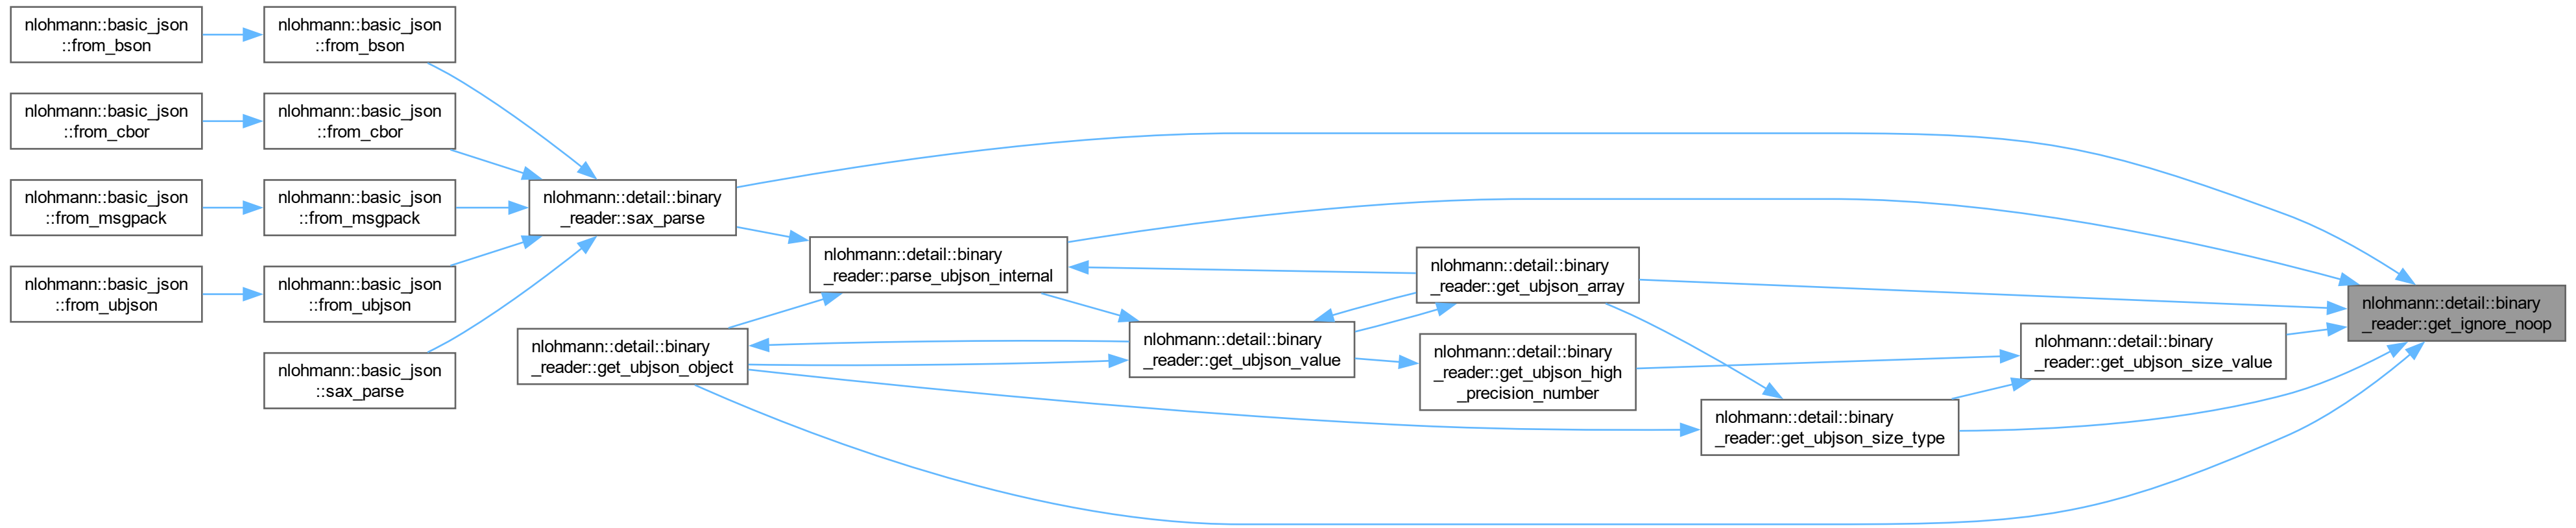 nlohmann::basic_json
::from_bson
nlohmann::basic_json
::from_bson
nlohmann::basic_json
::from_cbor
nlohmann::basic_json
::from_cbor
nlohmann::basic_json
::from_msgpack
nlohmann::basic_json
::from_msgpack
nlohmann::basic_json
::from_ubjson
nlohmann::basic_json
::from_ubjson
nlohmann::basic_json
::sax_parse
nlohmann::detail::binary
_reader::sax_parse
nlohmann::detail::binary
_reader::get_ubjson_object
nlohmann::detail::binary
_reader::parse_ubjson_internal
nlohmann::detail::binary
_reader::get_ubjson_value
nlohmann::detail::binary
_reader::get_ubjson_array
nlohmann::detail::binary
_reader::get_ubjson_high
_precision_number
nlohmann::detail::binary
_reader::get_ubjson_size_type
nlohmann::detail::binary
_reader::get_ubjson_size_value
nlohmann::detail::binary
_reader::get_ignore_noop